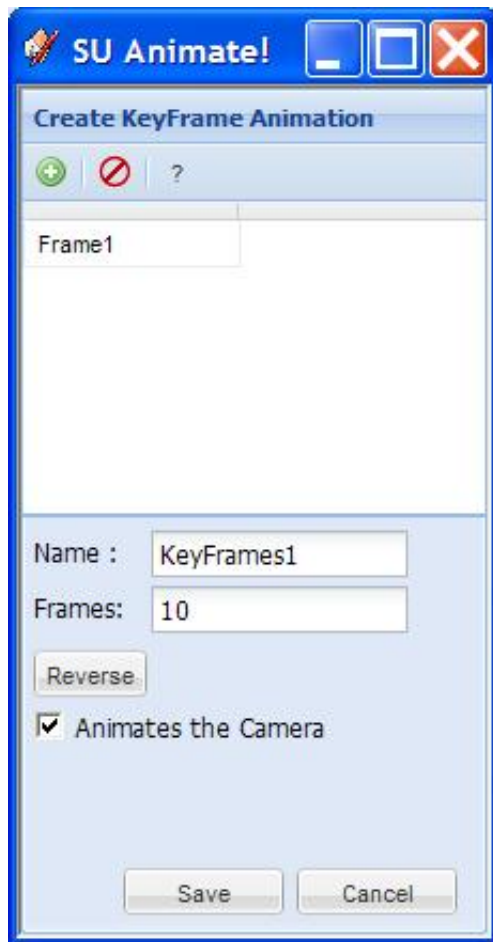 SU Animate!
Create KeyFrame Animation
?
Frame1
Name :
KeyFrames1
Frames:
10
Reverse
Animates the Camera
Save
Cancel